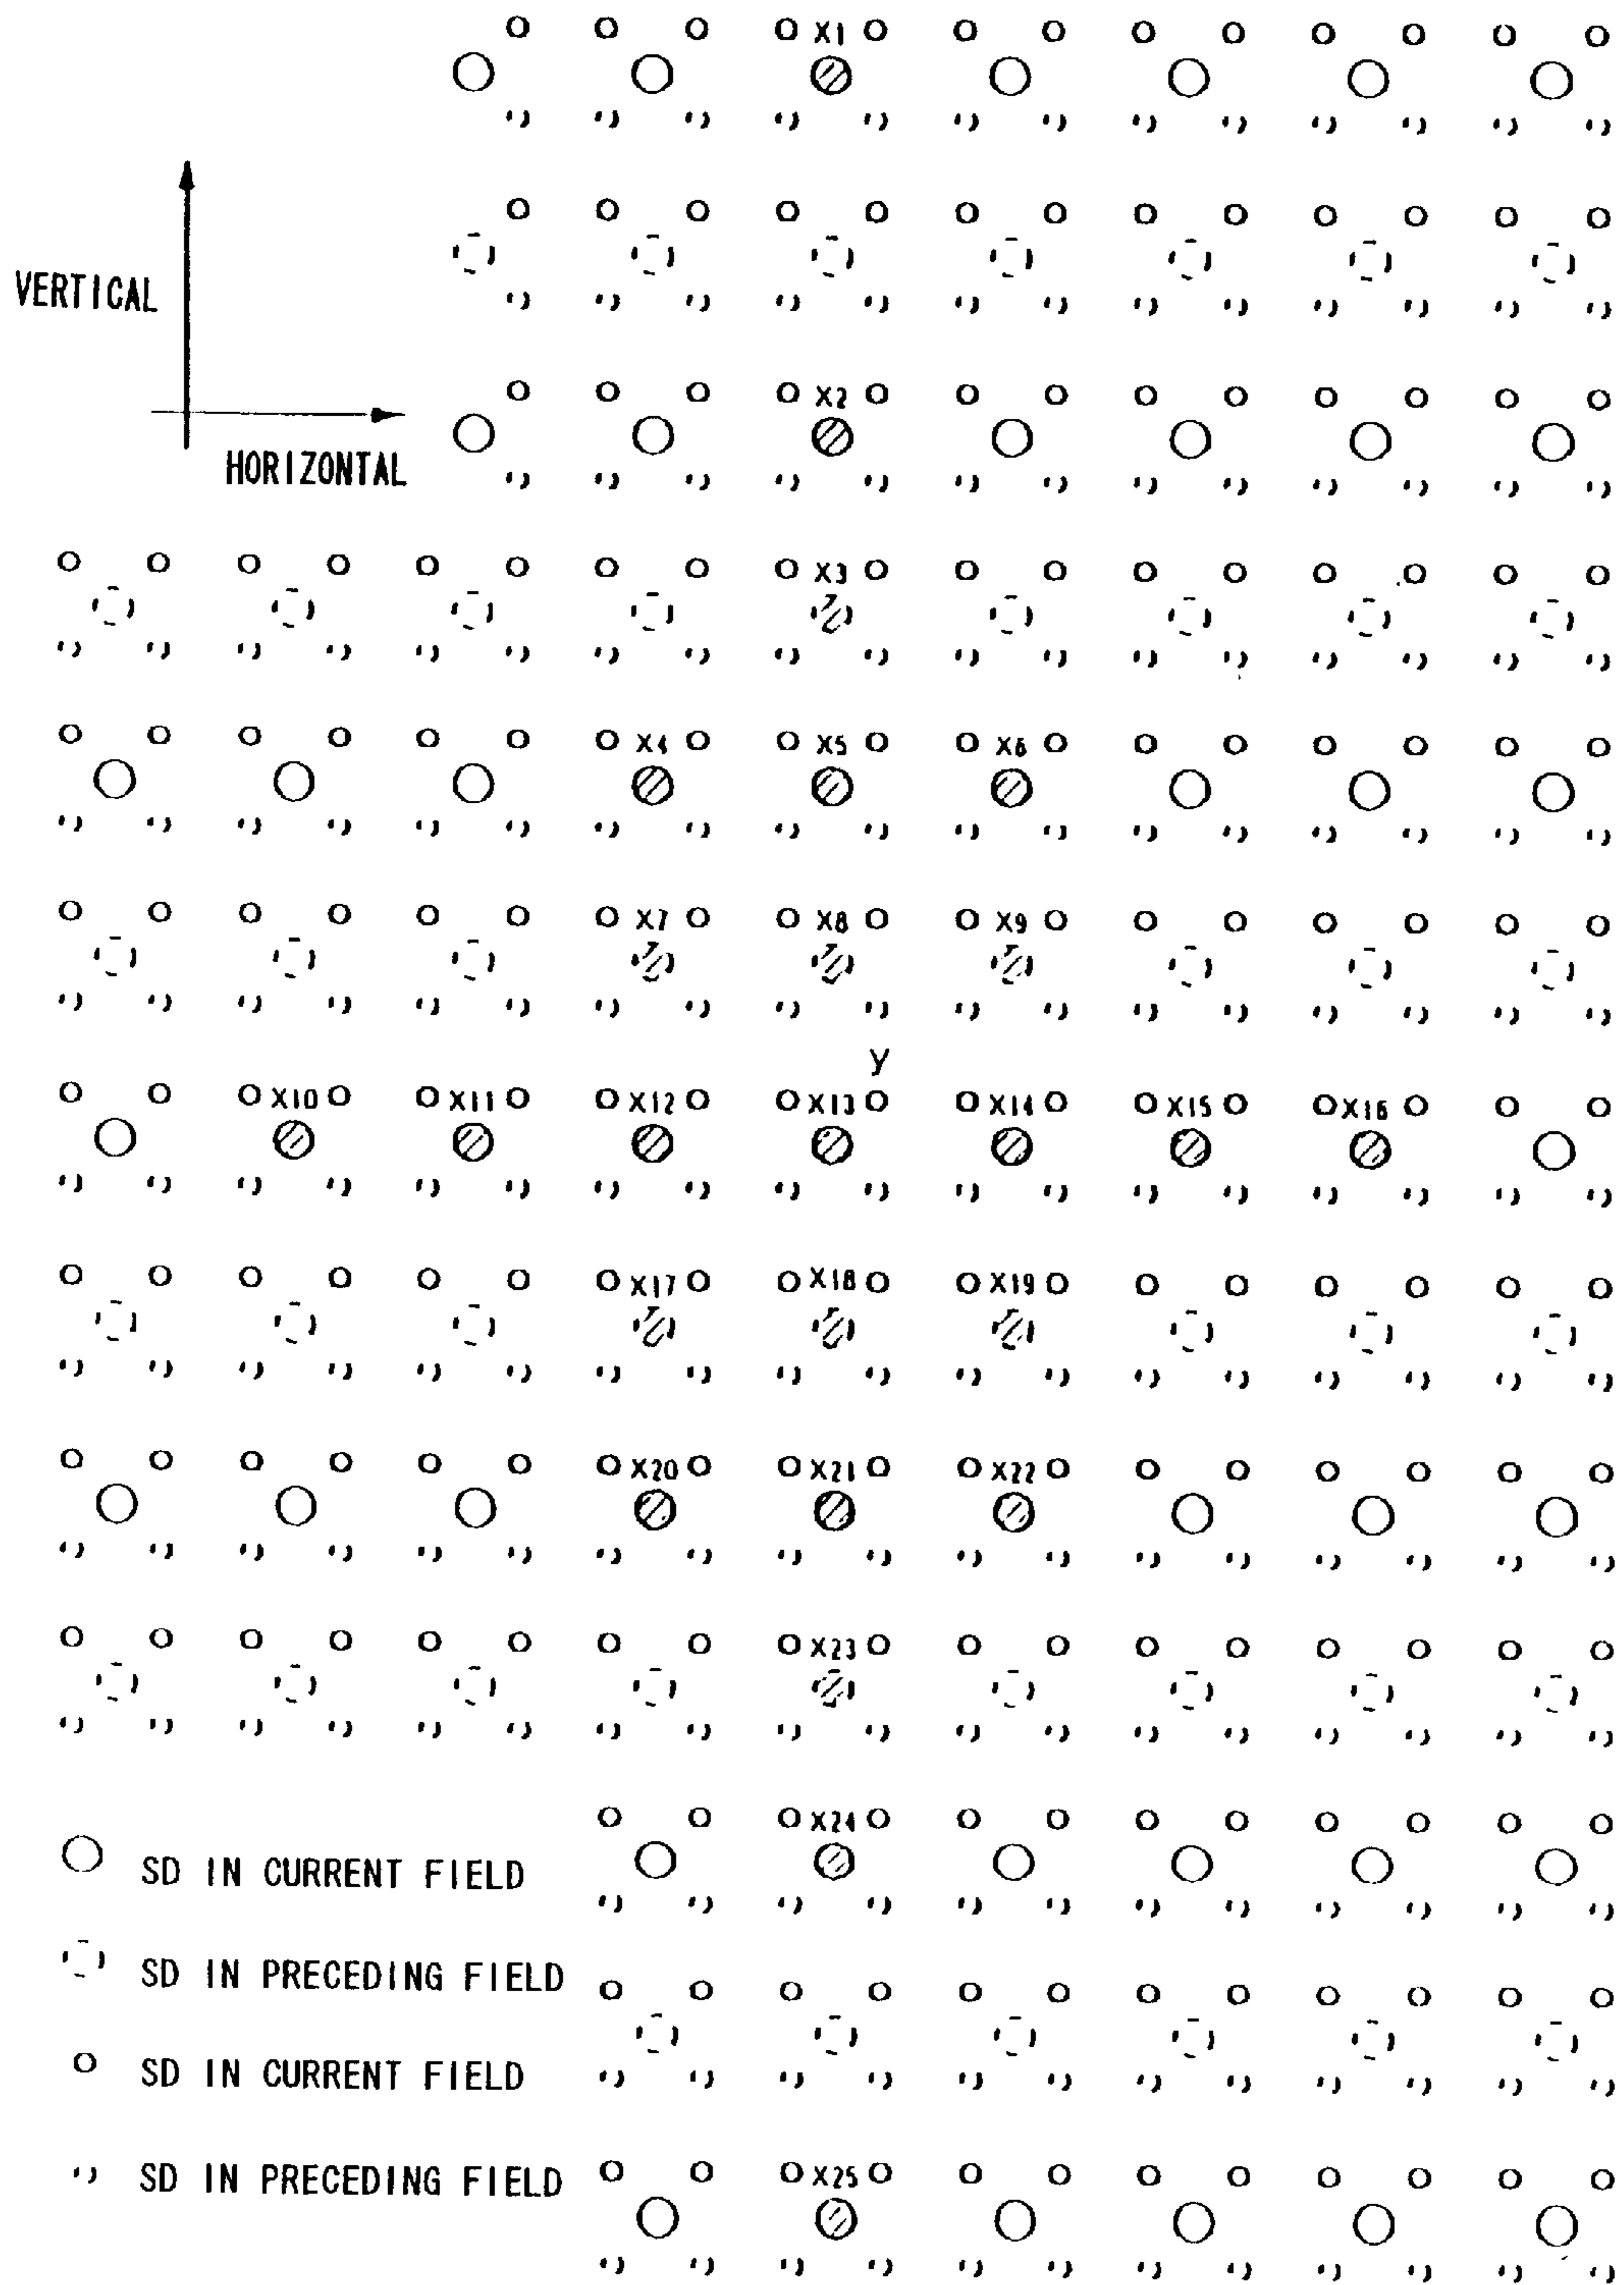 X1
VERTICAL
X2
HORIZONTAL
X3
X4 X5 X6
X7 X8 X9
Y
X10 X11 X12 X13 X14 X15 X16
X17 X18 X19
X20 X21 X22
X23
X24
SD IN CURRENT FIELD
SD IN PRECEDING FIELD
SD IN CURRENT FIELD
SD IN PRECEDING FIELD
X25